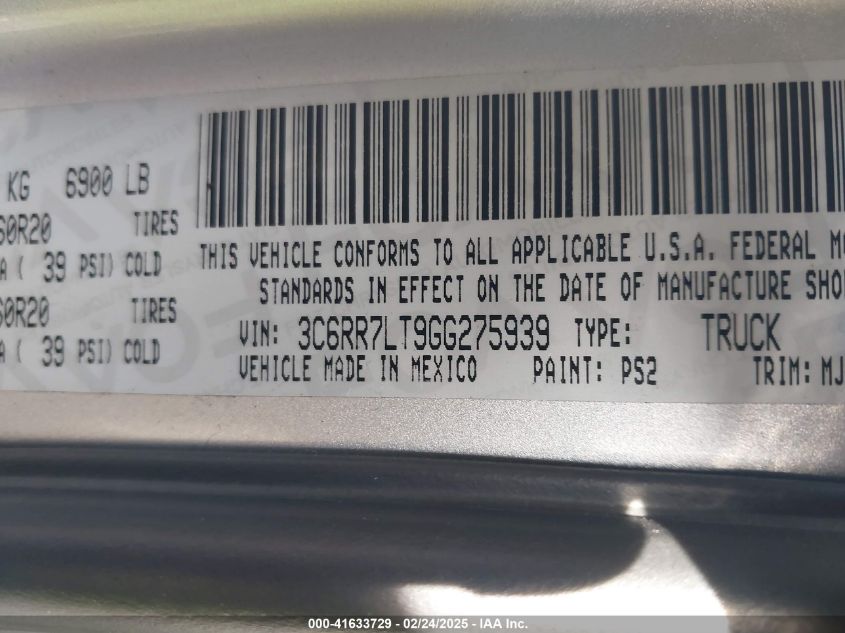 KG 6900 LB
60R20 TIRES
A ( 39 PSI) COLD
60R20 TIRES
A ( 39 PSI) COLD
THIS VEHICLE CONFORMS TO ALL APPLICABLE U.S.A. FEDERAL MO
STANDARDS IN EFFECT ON THE DATE OF MANUFACTURE SHO
VIN: 3C6RR7LT9GG275939 TYPE: TRUCK
VEHICLE MADE IN MEXICO PAINT: PS2 TRIM: MJ
000-41633729 - 02/24/2025 - IAA Inc.